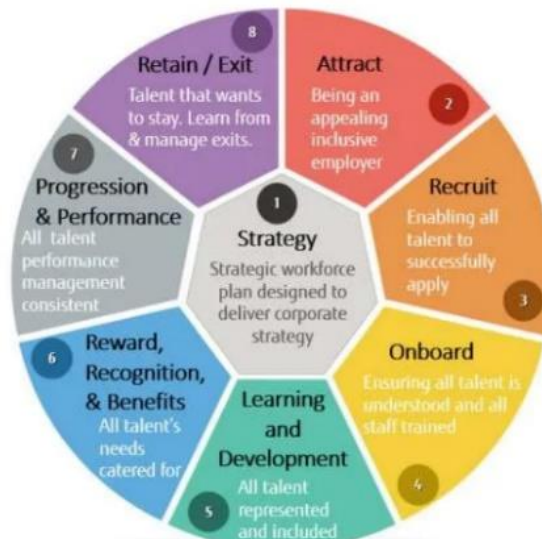 1
Strategy
Strategic workforce
plan designed to
deliver corporate
strategy
2
Attract
Being an
appealing
inclusive
employer
3
Recruit
Enabling all
talent to
successfully
apply
4
Onboard
Ensuring all talent is
understood and all
staff trained
5
Learning
and
Development
All talent
represented
and included
6
Reward,
Recognition,
& Benefits
All talent's
needs
catered for
7
Progression
& Performance
All talent
performance
management
consistent
8
Retain / Exit
Talent that wants
to stay. Learn from
& manage exits.